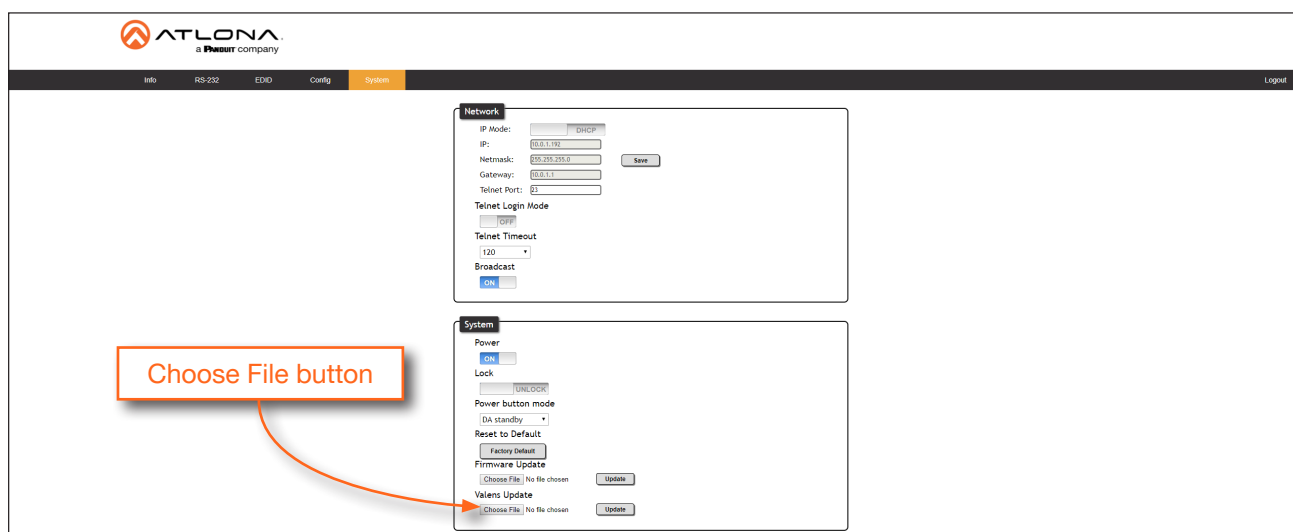 ATLONA
a PANDUIT company
Info RS-232 EDID Config System Logout
Network
IP Mode: DHCP
IP: 10.0.1.192
Netmask: 255.255.255.0 Save
Gateway: 10.0.1.1
Telnet Port: 23
Telnet Login Mode
OFF
Telnet Timeout
120
Broadcast
ON
System
Power
ON
Lock
UNLOCK
Power button mode
DA standby
Reset to Default
Factory Default
Firmware Update
Choose File No file chosen Update
Valens Update
Choose File No file chosen Update
Choose File button